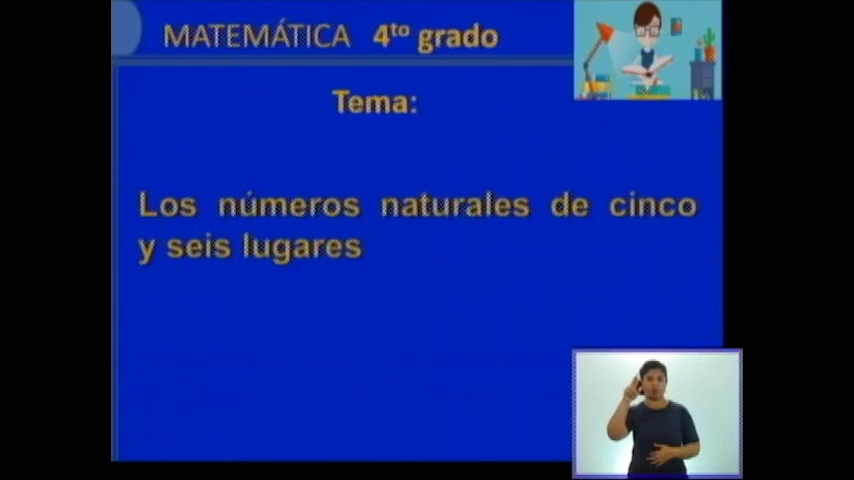 MATEMÁTICA 4to grado
Tema:
Los números naturales de cinco
y seis lugares